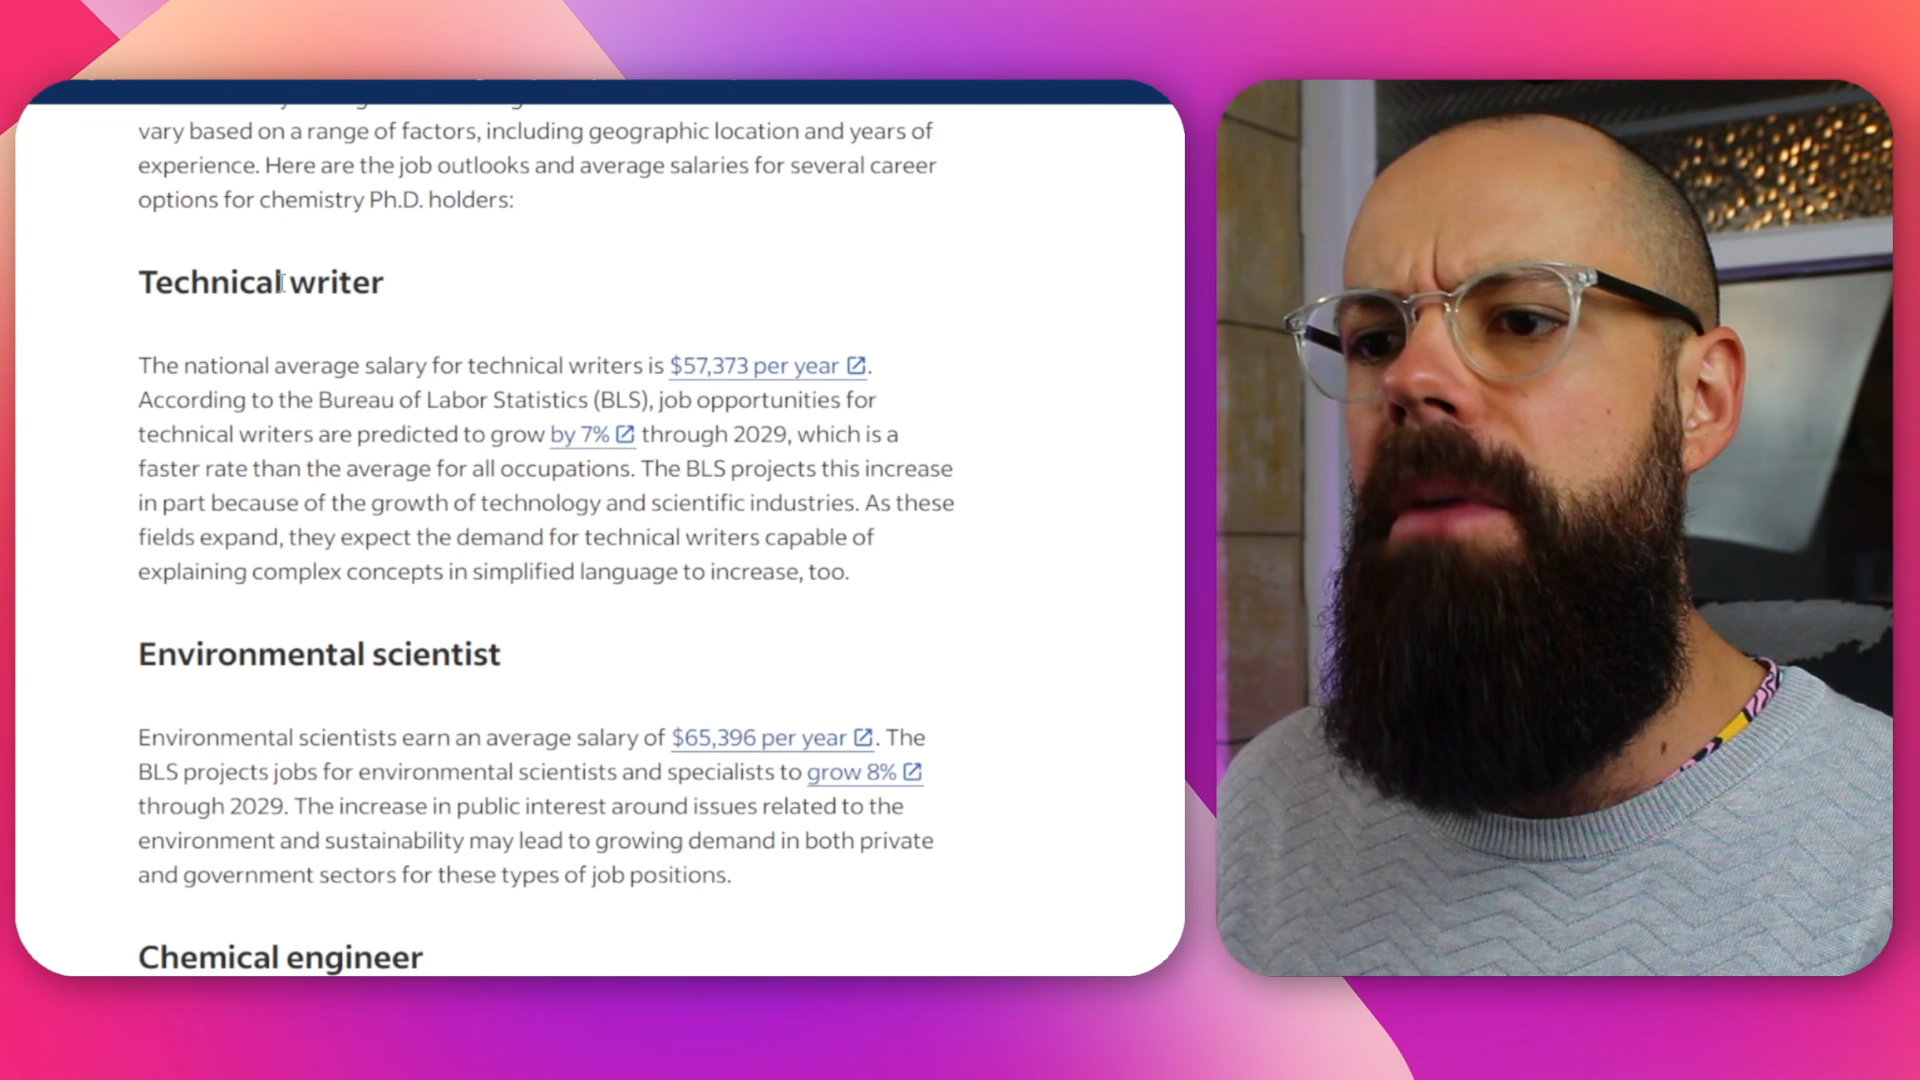 vary based on a range of factors, including geographic location and years of
experience. Here are the job outlooks and average salaries for several career
options for chemistry Ph.D. holders:
Technical writer
The national average salary for technical writers is $57,373 per year.
According to the Bureau of Labor Statistics (BLS), job opportunities for
technical writers are predicted to grow by 7% through 2029, which is a
faster rate than the average for all occupations. The BLS projects this increase
in part because of the growth of technology and scientific industries. As these
fields expand, they expect the demand for technical writers capable of
explaining complex concepts in simplified language to increase, too.
Environmental scientist
Environmental scientists earn an average salary of $65,396 per year. The
BLS projects jobs for environmental scientists and specialists to grow 8%
through 2029. The increase in public interest around issues related to the
environment and sustainability may lead to growing demand in both private
and government sectors for these types of job positions.
Chemical engineer